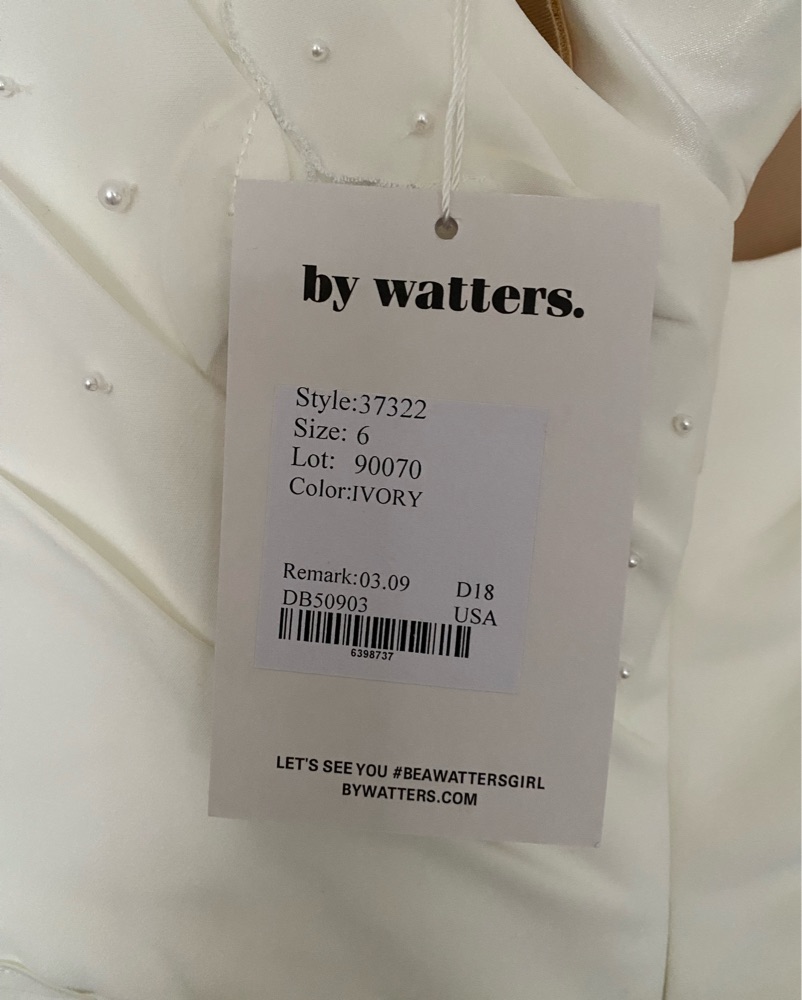 by watters.
Style:37322
Size: 6
Lot: 90070
Color:IVORY
Remark:03.09 D18
DB50903 USA
6398737
LET'S SEE YOU #BEAWATTERSGIRL
BYWATTERS.COM